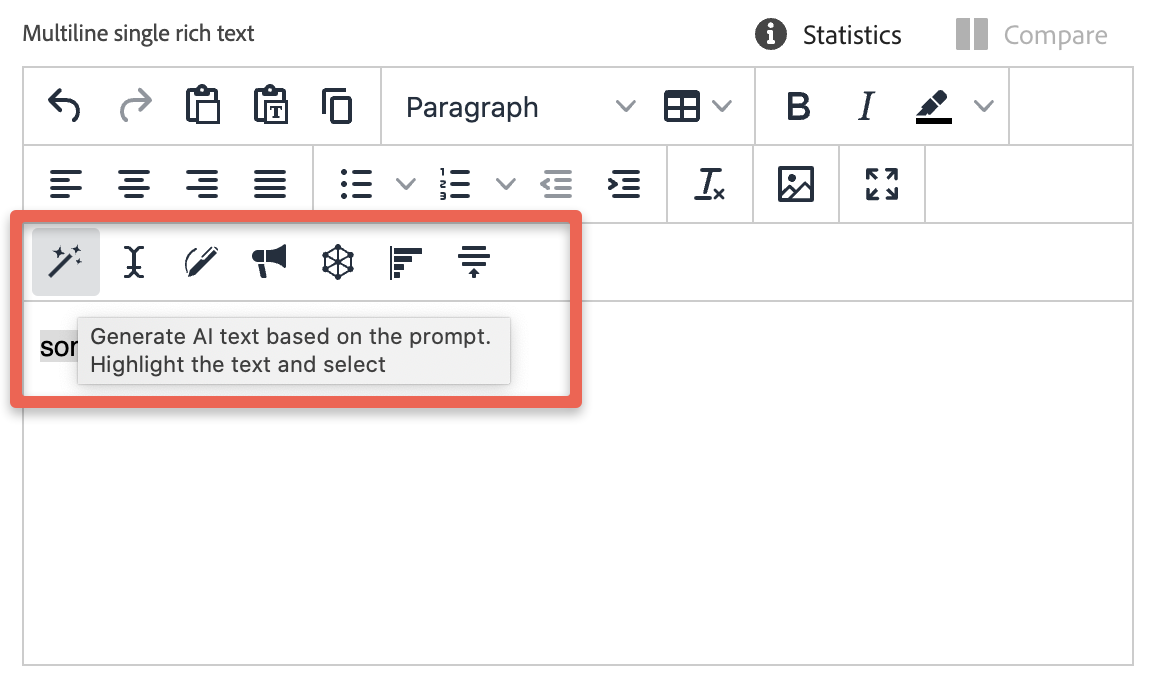 Multiline single rich text
Statistics
Compare
Paragraph
B I
Generate AI text based on the prompt.
Highlight the text and select